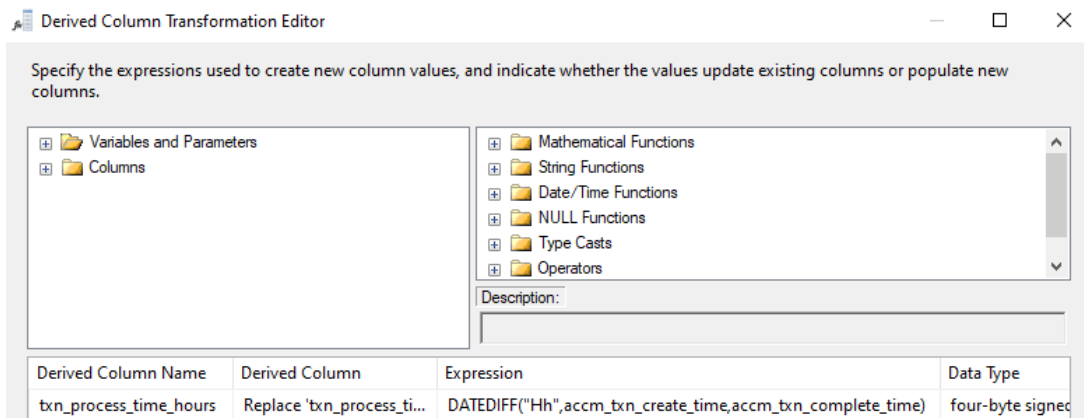 Derived Column Transformation Editor
Specify the expressions used to create new column values, and indicate whether the values update existing columns or populate new
columns.
Variables and Parameters
Columns
Mathematical Functions
String Functions
Date/Time Functions
NULL Functions
Type Casts
Operators
Description:
Derived Column Name Derived Column Expression Data Type
txn_process_time_hours Replace 'txn_process_ti... DATEDIFF("Hh",accm_txn_create_time,accm_txn_complete_time) four-byte signed